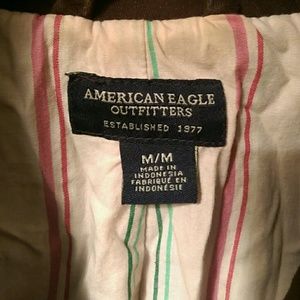 AMERICAN EAGLE
OUTFITTERS
ESTABLISHED 1977
M/M
MADE IN
INDONESIA
FABRIQUÉ EN
INDONÉSIE